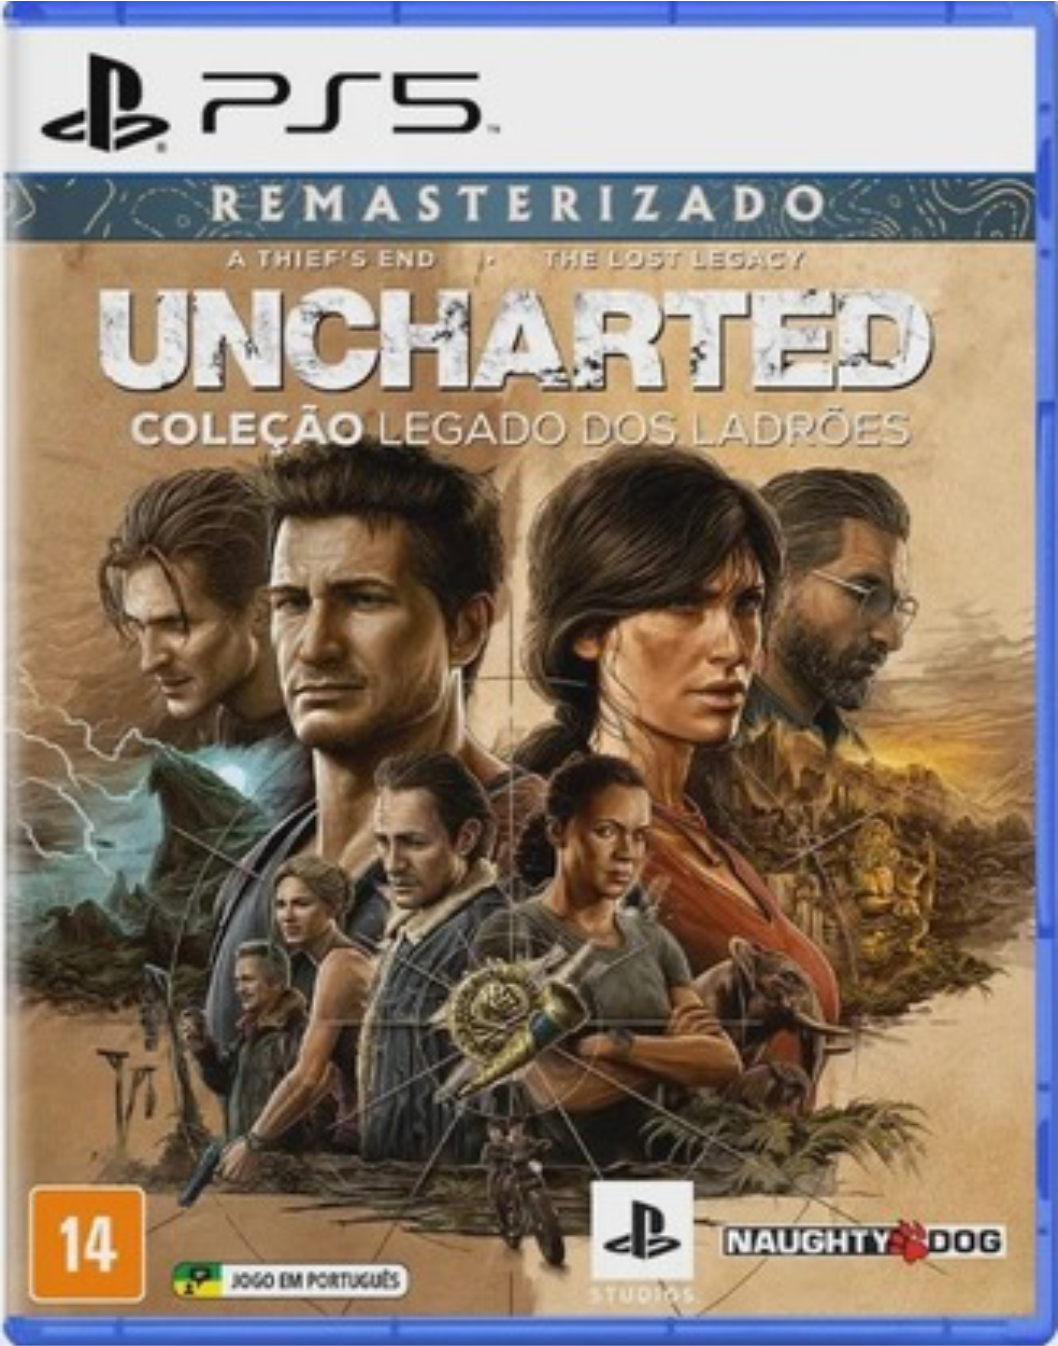 PS5
REMASTERIZADO
A THIEF'S END • THE LOST LEGACY
UNCHARTED
COLEÇÃO LEGADO DOS LADRÕES
14
JOGO EM PORTUGUÊS
STUDIOS
NAUGHTY DOG